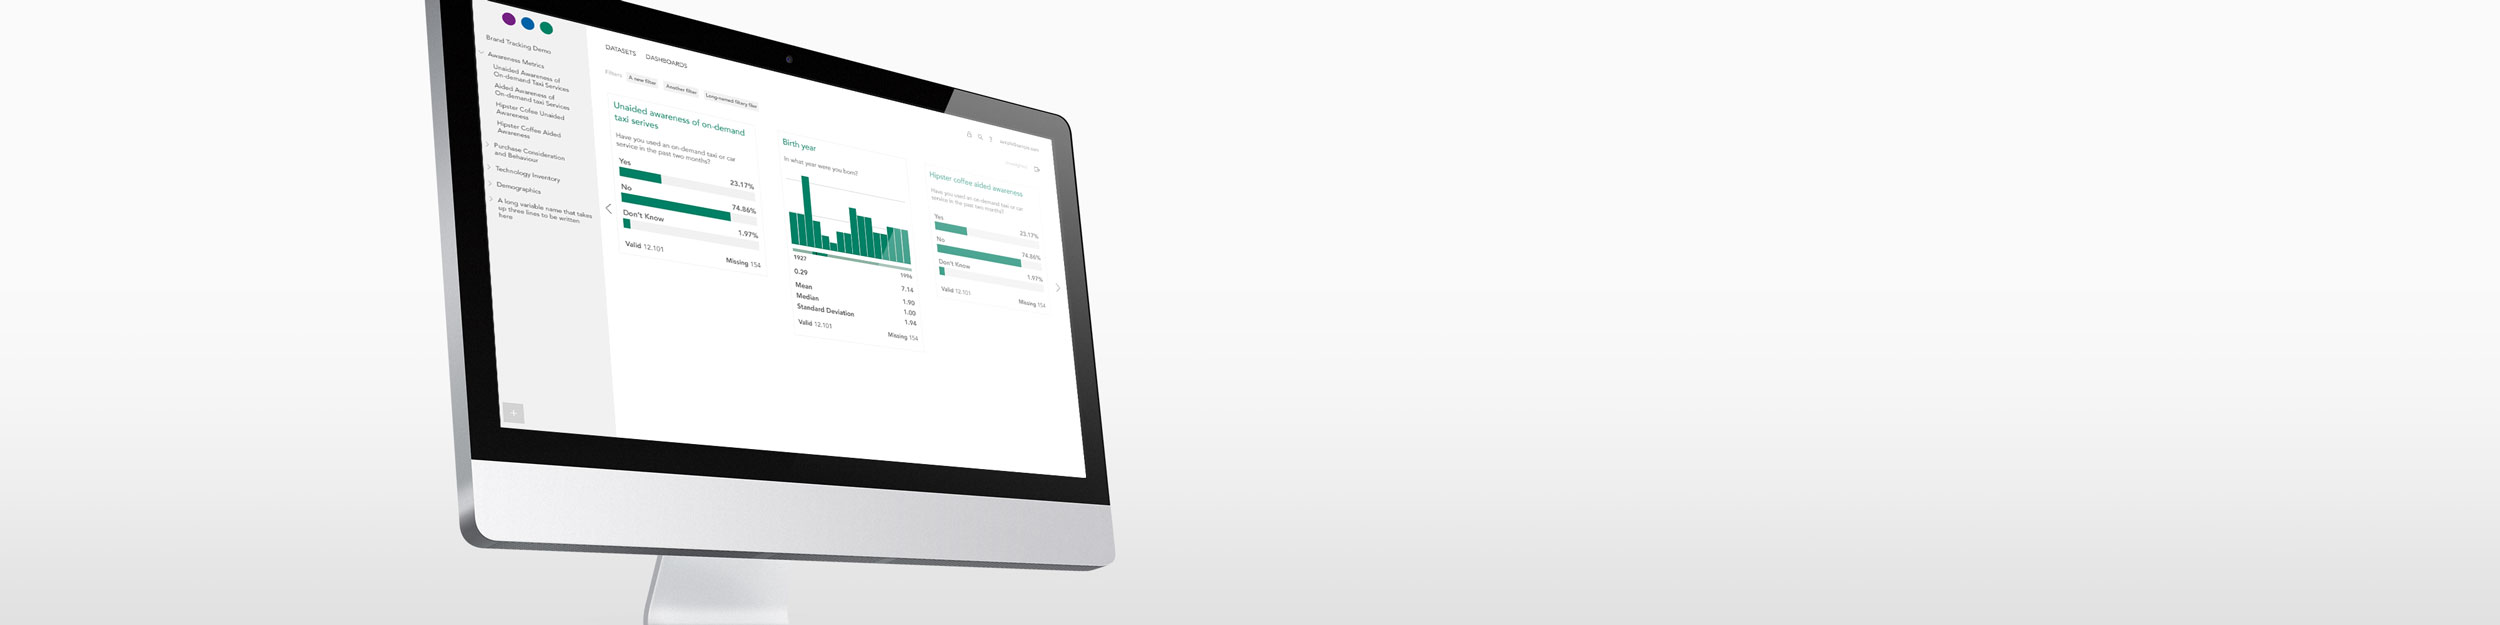 Brand Tracking Demo
Awareness Metrics
Unaided Awareness of
On-demand Taxi Services
Aided Awareness of
On-demand taxi Services
Hipster Cofee Unaided
Awareness
Hipster Coffee Aided
Awareness
Purchase Consideration
and Behaviour
Technology Inventory
Demographics
A long variable name that takes
up three lines to be written
here
DATASETS DASHBOARDS
Filters A new filter Another filter Long-named-filtery filer
Unaided awareness of on-demand
taxi serives
Have you used an on-demand taxi or car
service in the past two months?
Yes
23.17%
No
74.86%
Don't Know
1.97%
Valid 12.101
Missing 154
Birth year
In what year were you born?
1927
1996
0.29
Mean 7.14
Median 1.90
Standard Deviation 1.00
1.94
Valid 12.101
Missing 154
Hipster coffee aided awareness
Have you used an on-demand taxi or car
service in the past two months?
Yes
23.17%
No
74.86%
Don't Know
1.97%
Valid 12.101
Missing 154